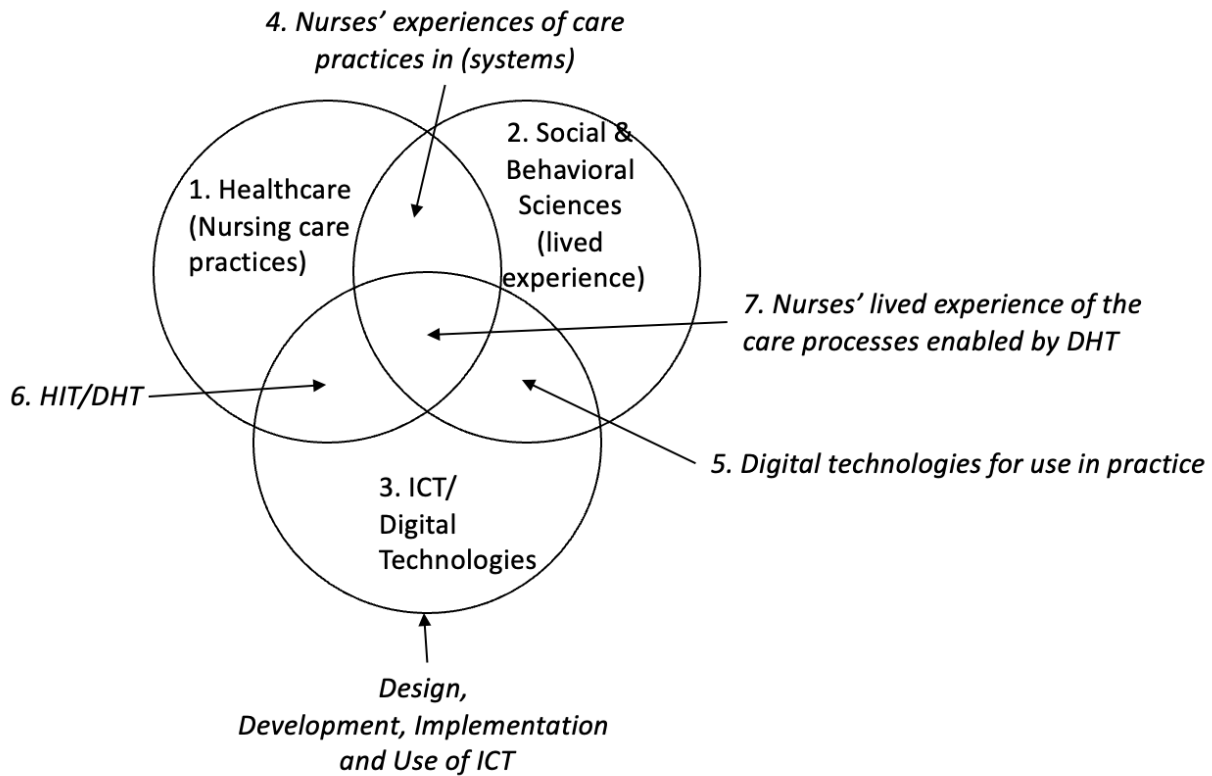 4. Nurses’ experiences of care
practices in (systems)
1. Healthcare
(Nursing care
practices)
2. Social &
Behavioral
Sciences
(lived
experience)
7. Nurses’ lived experience of the
care processes enabled by DHT
6. HIT/DHT
5. Digital technologies for use in practice
3. ICT/
Digital
Technologies
Design,
Development, Implementation
and Use of ICT